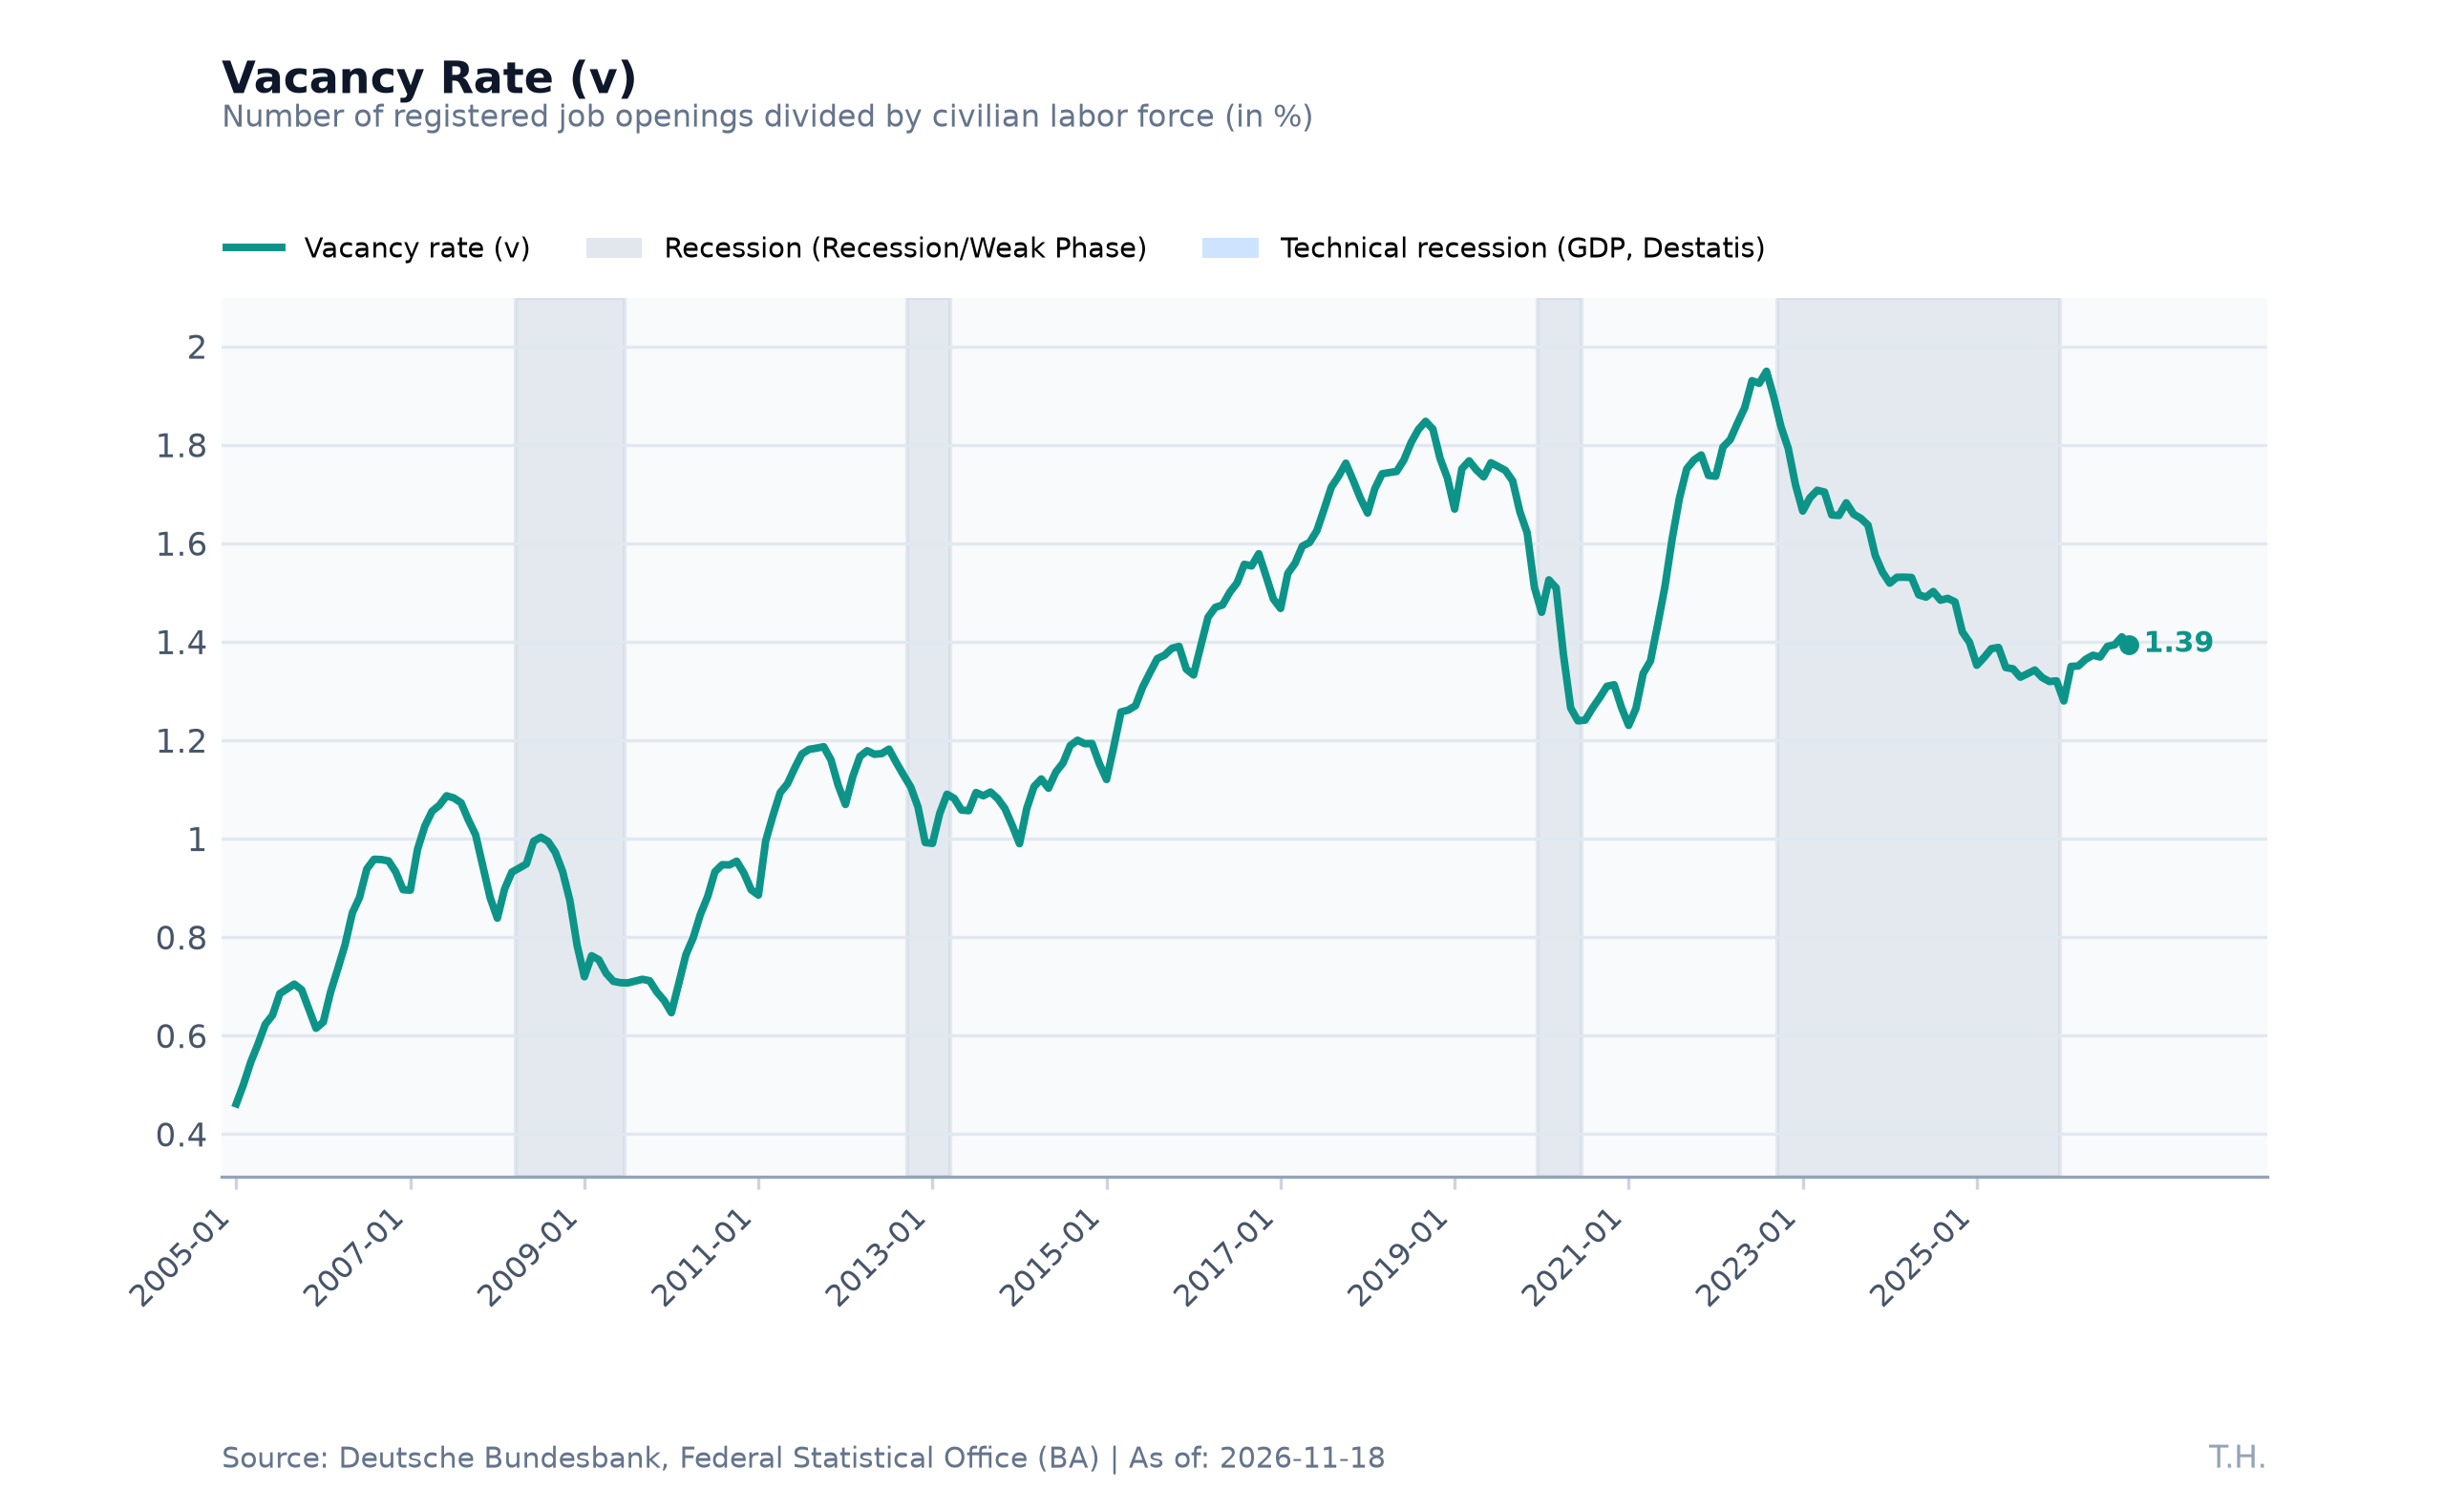 Vacancy Rate (v)
Number of registered job openings divided by civilian labor force (in %)
Vacancy rate (v) Recession (Recession/Weak Phase) Technical recession (GDP, Destatis)
2
1.8
1.6
1.4
1.39
1.2
1
0.8
0.6
0.4
2005-01 2007-01 2009-01 2011-01 2013-01 2015-01 2017-01 2019-01 2021-01 2023-01 2025-01
Source: Deutsche Bundesbank, Federal Statistical Office (BA) | As of: 2026-11-18
T.H.